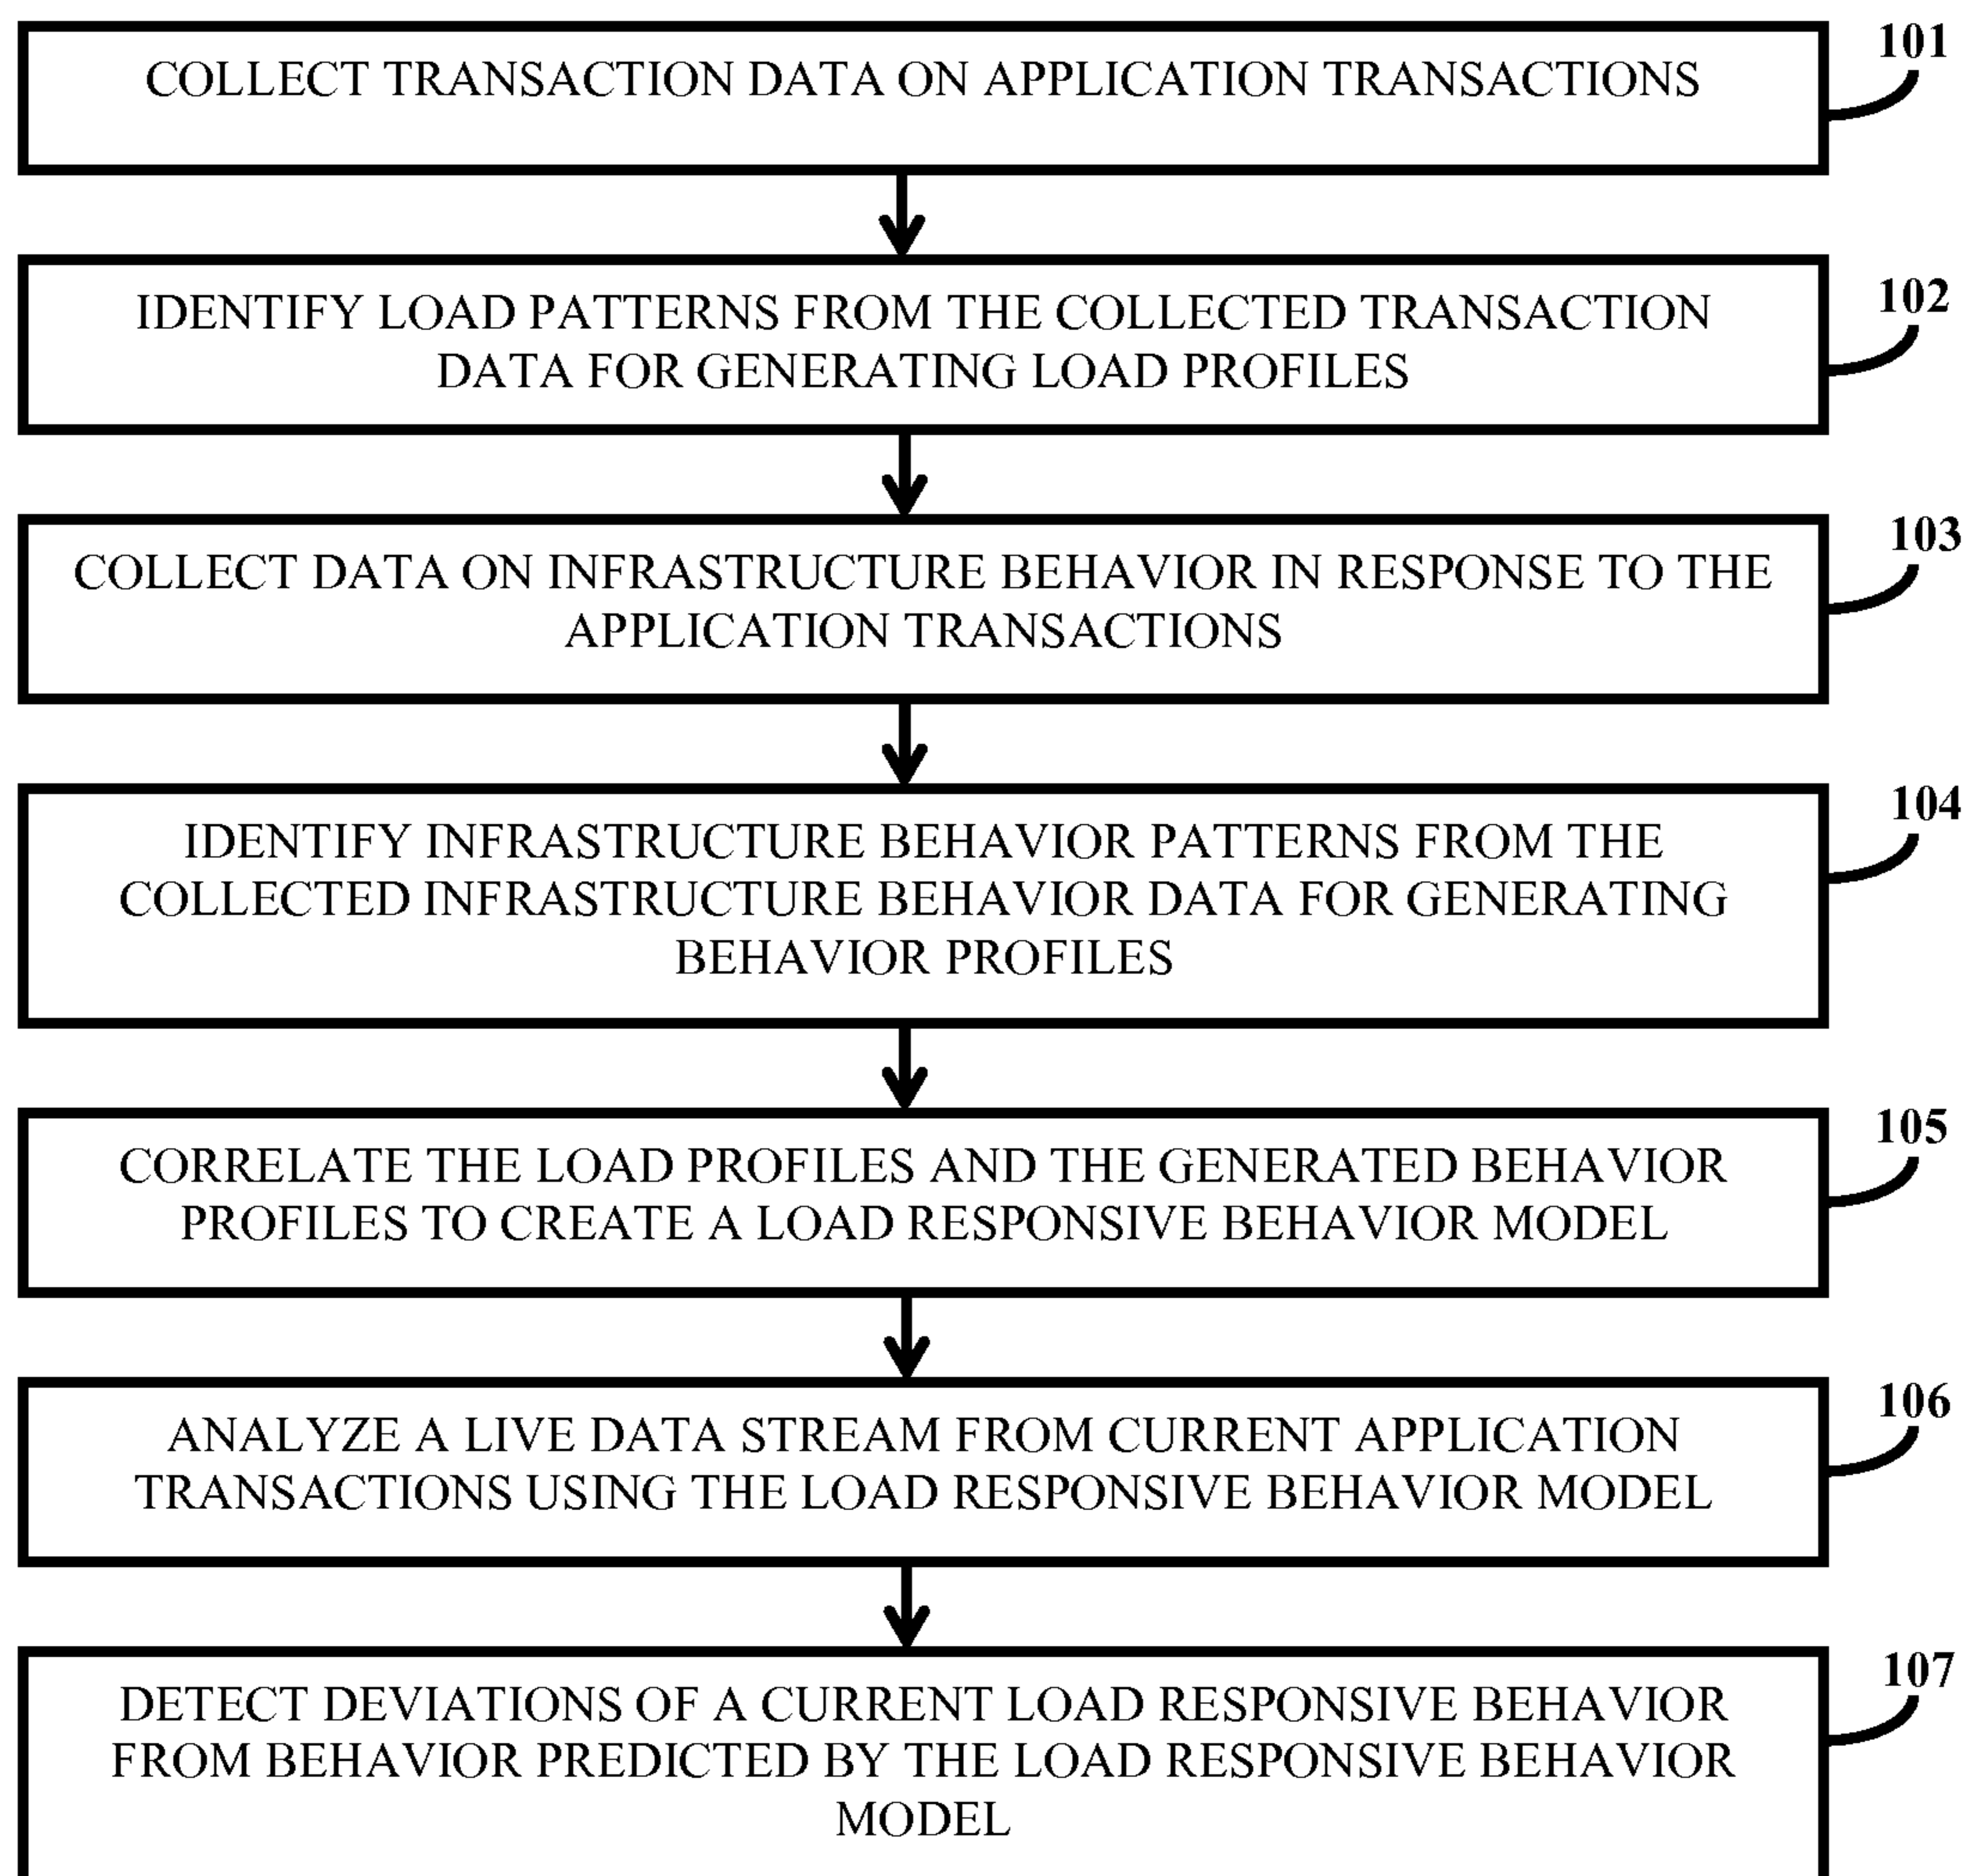 101
COLLECT TRANSACTION DATA ON APPLICATION TRANSACTIONS
102
IDENTIFY LOAD PATTERNS FROM THE COLLECTED TRANSACTION
DATA FOR GENERATING LOAD PROFILES
103
COLLECT DATA ON INFRASTRUCTURE BEHAVIOR IN RESPONSE TO THE
APPLICATION TRANSACTIONS
104
IDENTIFY INFRASTRUCTURE BEHAVIOR PATTERNS FROM THE
COLLECTED INFRASTRUCTURE BEHAVIOR DATA FOR GENERATING
BEHAVIOR PROFILES
105
CORRELATE THE LOAD PROFILES AND THE GENERATED BEHAVIOR
PROFILES TO CREATE A LOAD RESPONSIVE BEHAVIOR MODEL
106
ANALYZE A LIVE DATA STREAM FROM CURRENT APPLICATION
TRANSACTIONS USING THE LOAD RESPONSIVE BEHAVIOR MODEL
107
DETECT DEVIATIONS OF A CURRENT LOAD RESPONSIVE BEHAVIOR
FROM BEHAVIOR PREDICTED BY THE LOAD RESPONSIVE BEHAVIOR
MODEL